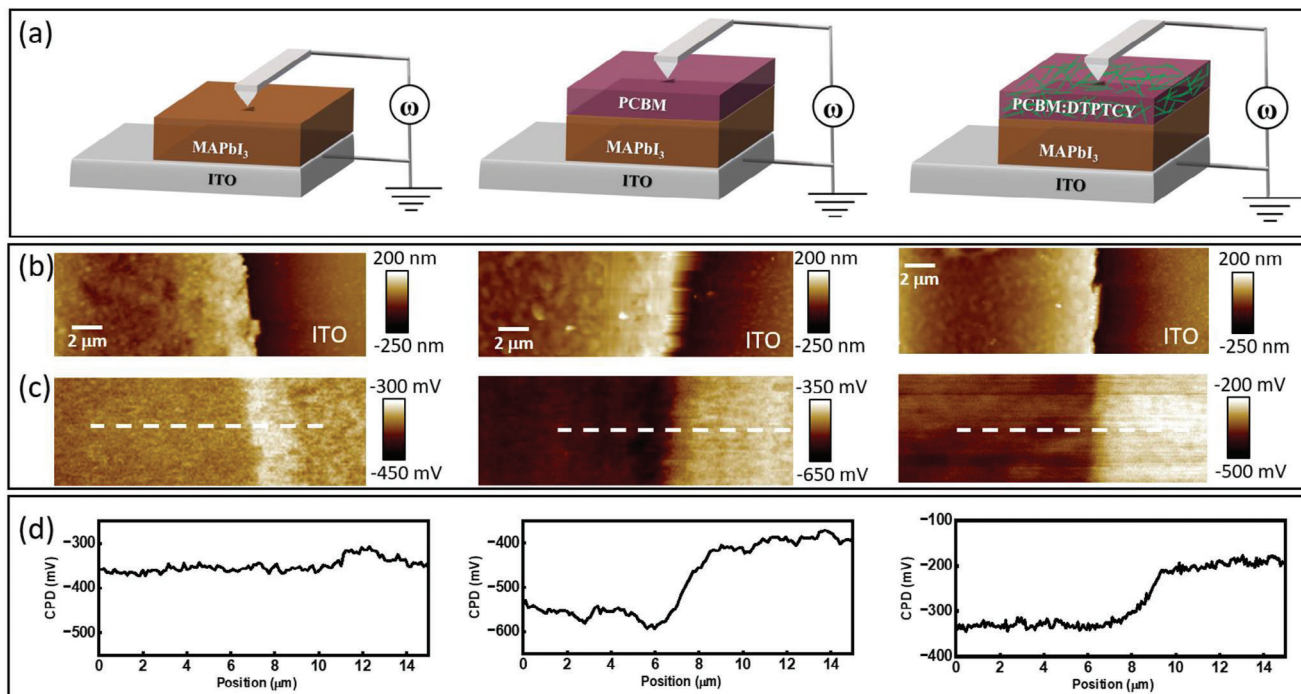 (a)
ω
MAPbI₃
ITO
PCBM
ω
MAPbI₃
ITO
PCBM:DTPTCY
ω
MAPbI₃
ITO
(b)
2 μm
ITO
200 nm
-250 nm
2 μm
ITO
200 nm
-250 nm
2 μm
ITO
200 nm
-250 nm
(c)
-300 mV
-450 mV
-350 mV
-650 mV
-200 mV
-500 mV
(d)
CPD (mV)
−300
−400
−500
0 2 4 6 8 10 12 14
Position (μm)
CPD (mV)
−400
−500
−600
0 2 4 6 8 10 12 14
Position (μm)
CPD (mV)
−100
−200
−300
−400
0 2 4 6 8 10 12 14
Position (μm)